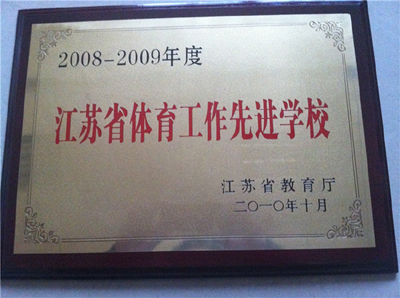 2008-2009年度
江苏省体育工作先进学校
江苏省教育厅
二〇一〇年十月